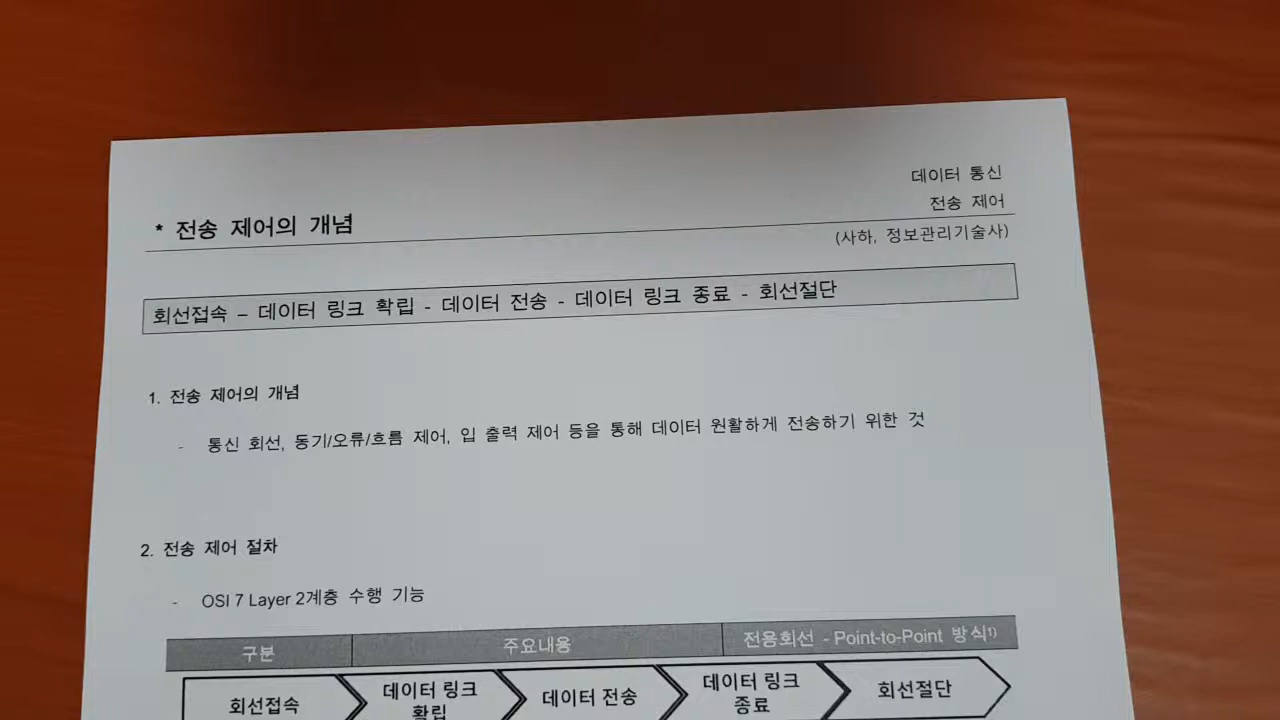 데이터 통신
* 전송 제어의 개념
전송 제어
(사하, 정보관리기술사)
회선접속 – 데이터 링크 확립 - 데이터 전송 - 데이터 링크 종료 - 회선절단
1. 전송 제어의 개념
- 통신 회선, 동기/오류/흐름 제어, 입 출력 제어 등을 통해 데이터 원활하게 전송하기 위한 것
2. 전송 제어 절차
- OSI 7 Layer 2계층 수행 기능
구분 주요내용 전용회선 - Point-to-Point 방식1)
회선접속 데이터 링크 확립 데이터 전송 데이터 링크 종료 회선절단